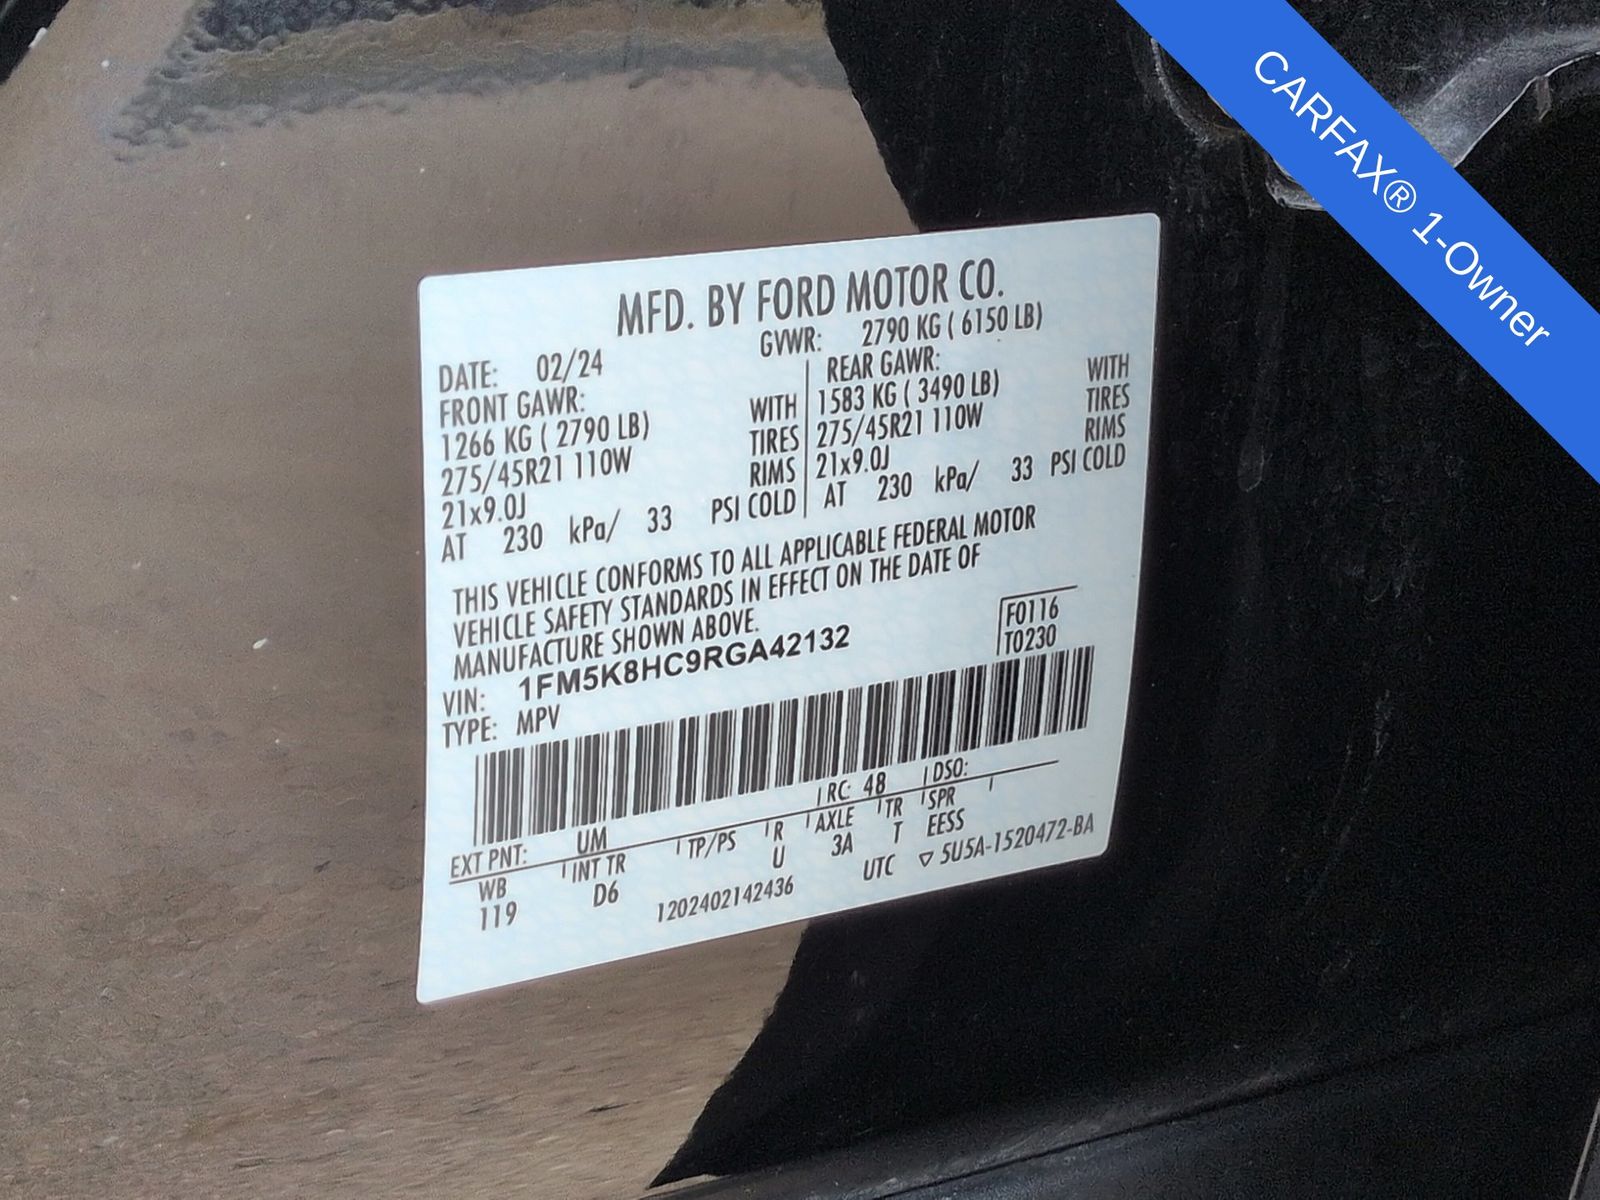 CARFAX® 1-Owner
MFD. BY FORD MOTOR CO.
DATE: 02/24 GVWR: 2790 KG ( 6150 LB)
FRONT GAWR: REAR GAWR:
1266 KG ( 2790 LB) WITH 1583 KG ( 3490 LB) WITH
275/45R21 110W TIRES 275/45R21 110W TIRES
21x9.0J RIMS 21x9.0J RIMS
AT 230 kPa/ 33 PSI COLD AT 230 kPa/ 33 PSI COLD
THIS VEHICLE CONFORMS TO ALL APPLICABLE FEDERAL MOTOR
VEHICLE SAFETY STANDARDS IN EFFECT ON THE DATE OF
MANUFACTURE SHOWN ABOVE.
F0116
VIN: 1FM5K8HC9RGA42132 T0230
TYPE: MPV
EXT PNT: UM RC: 48 DSO:
WB INT TR TP/PS R AXLE TR SPR
119 D6 U 3A T EESS
1202402142436 UTC ▽ 5U5A-1520472-BA